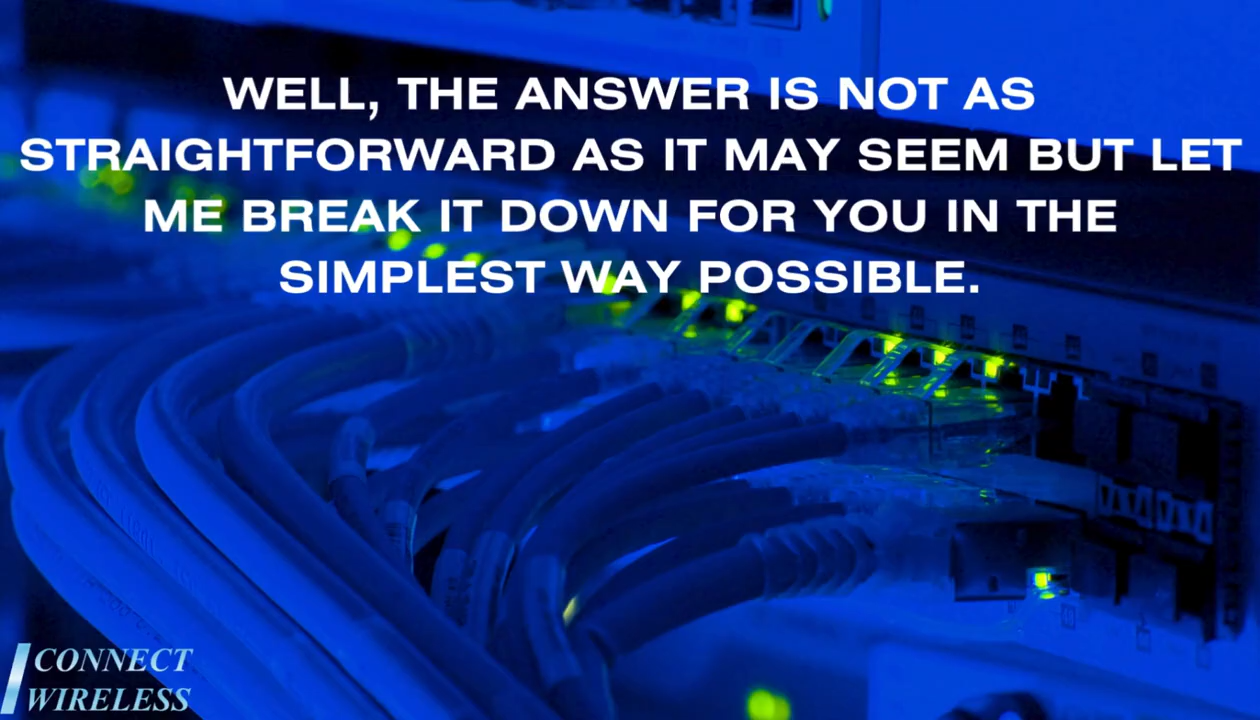 WELL, THE ANSWER IS NOT AS
STRAIGHTFORWARD AS IT MAY SEEM BUT LET
ME BREAK IT DOWN FOR YOU IN THE
SIMPLEST WAY POSSIBLE.
CONNECT
WIRELESS